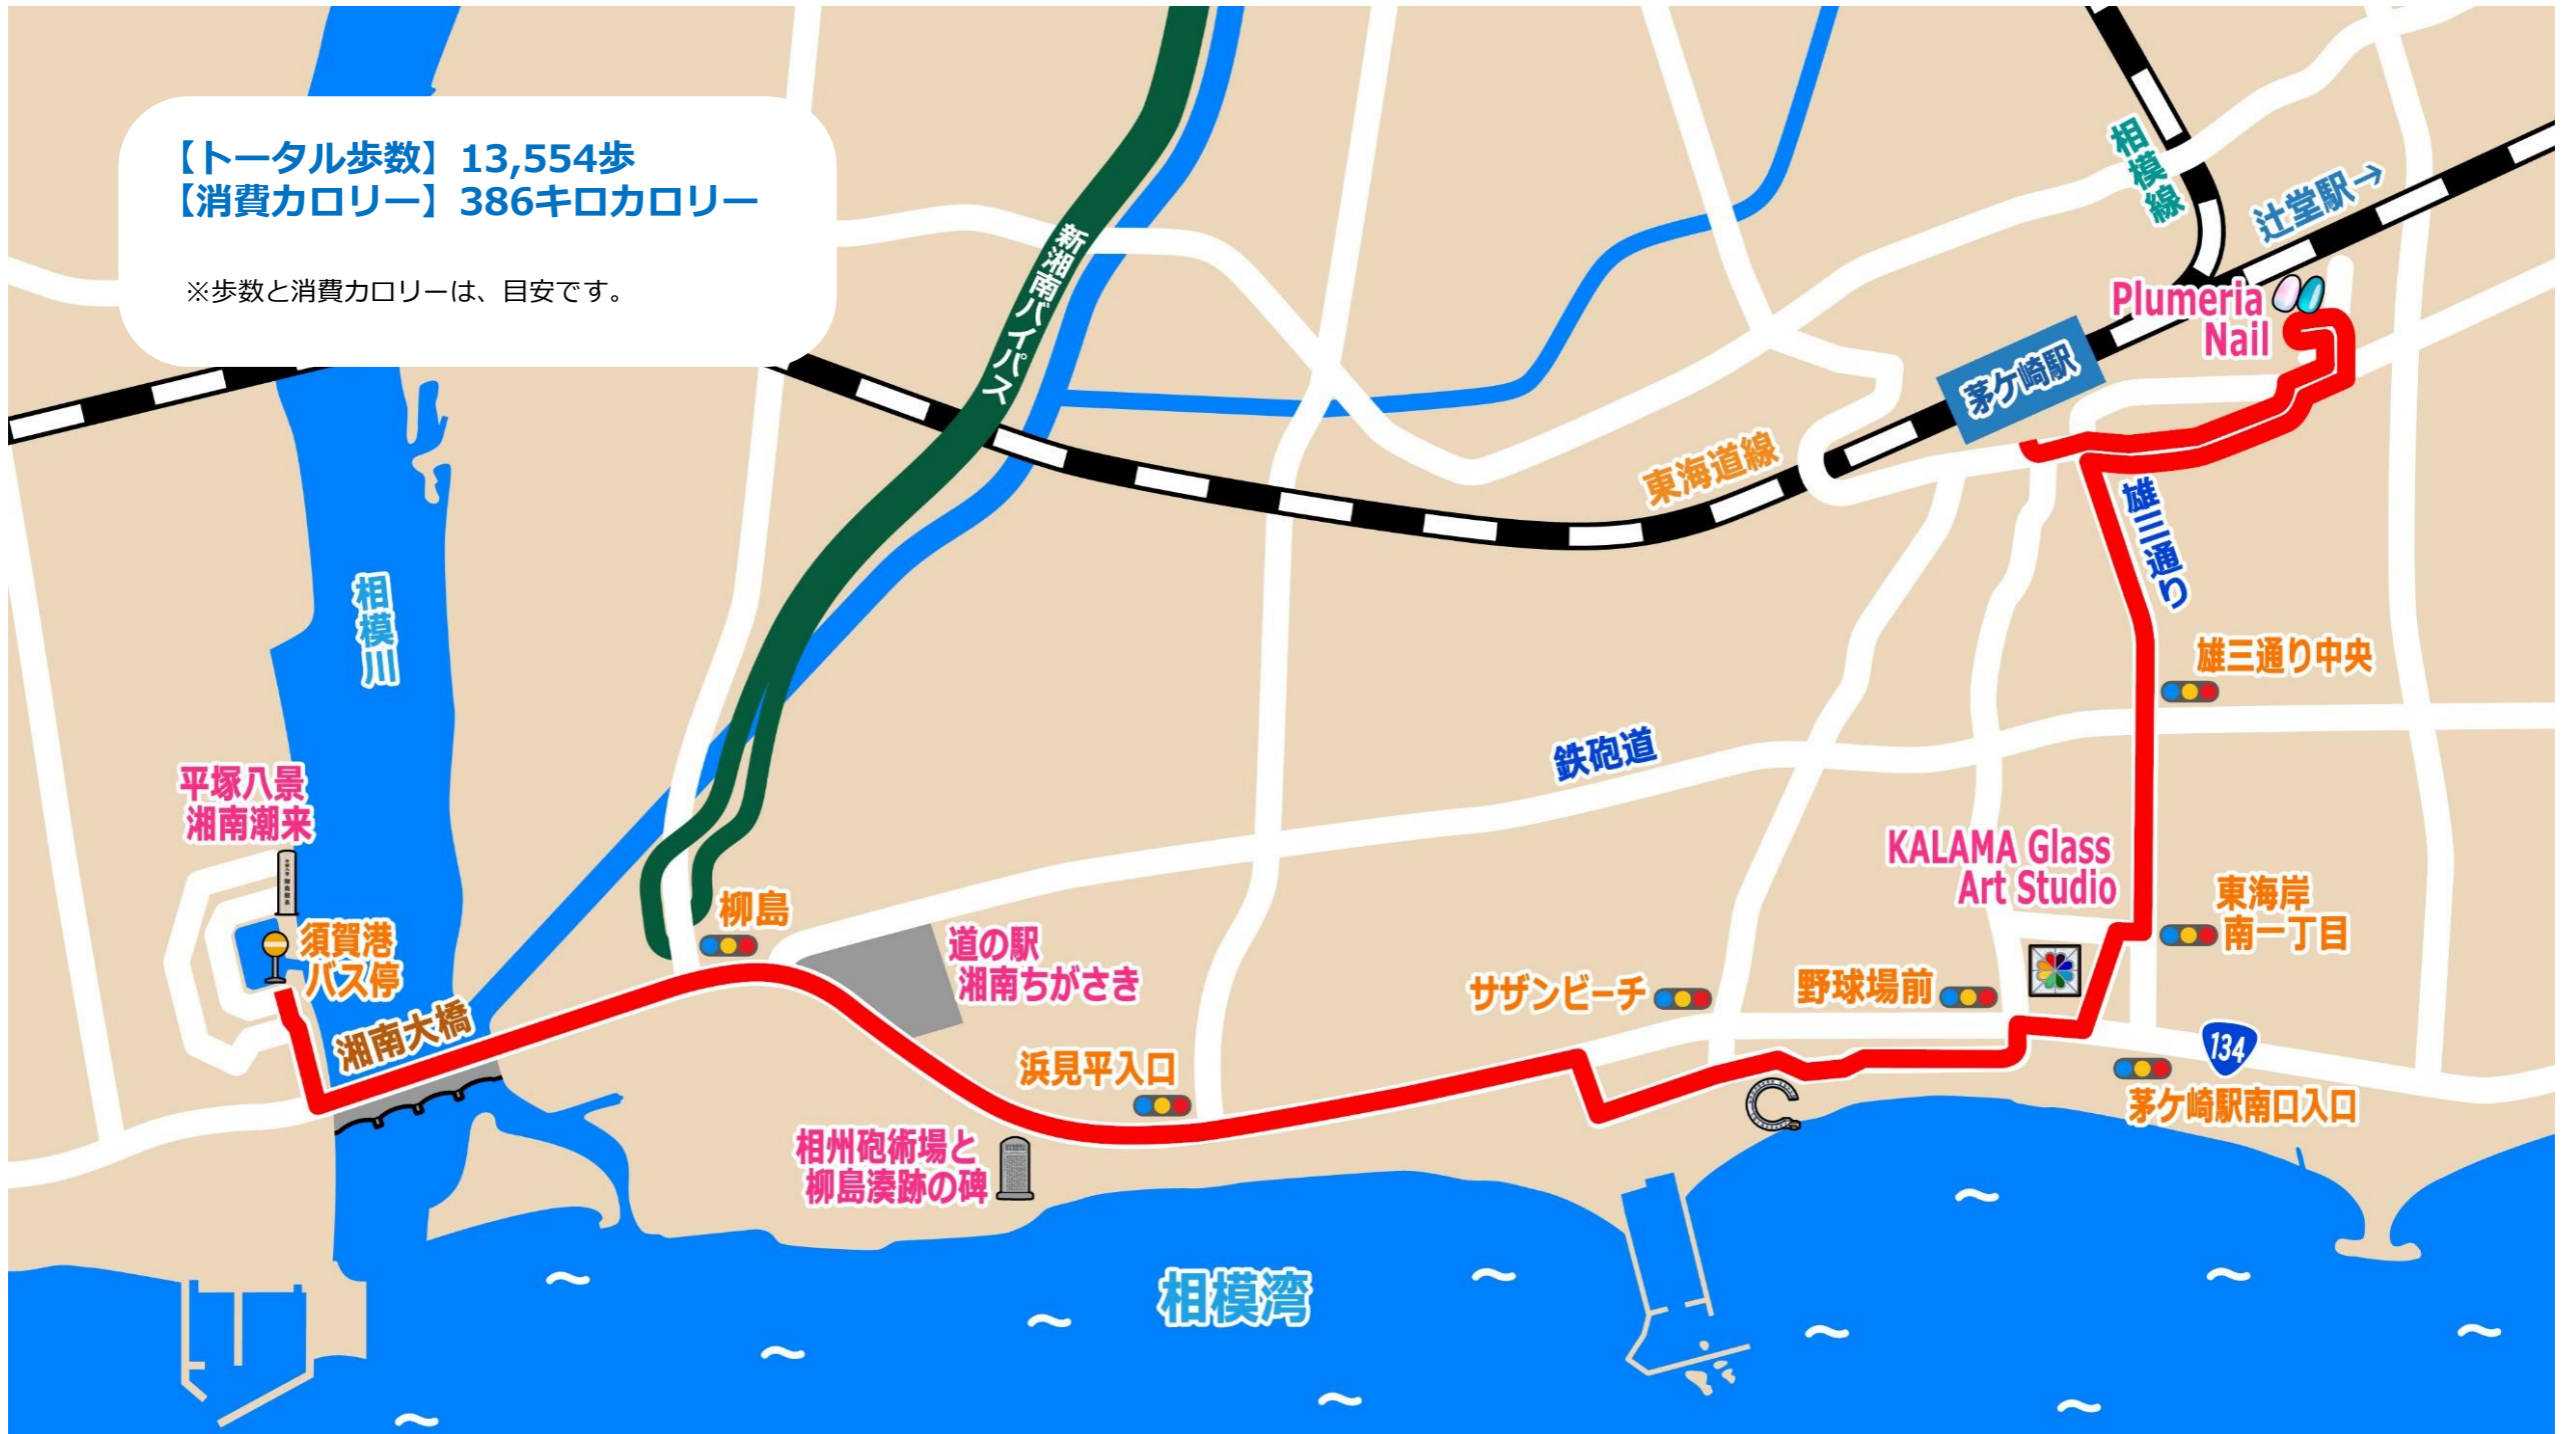 【トータル歩数】13,554歩
【消費カロリー】386キロカロリー
※歩数と消費カロリーは、目安です。
新湘南バイパス
相模線
辻堂駅→
Plumeria
Nail
茅ケ崎駅
東海道線
雄三通り
相模川
雄三通り中央
鉄砲道
平塚八景
湘南潮来
KALAMA Glass
Art Studio
柳島
東海岸
南一丁目
須賀港
バス停
道の駅
湘南ちがさき
サザンビーチ
野球場前
湘南大橋
134
浜見平入口
茅ケ崎駅南口入口
相州砲術場と
柳島湊跡の碑
相模湾